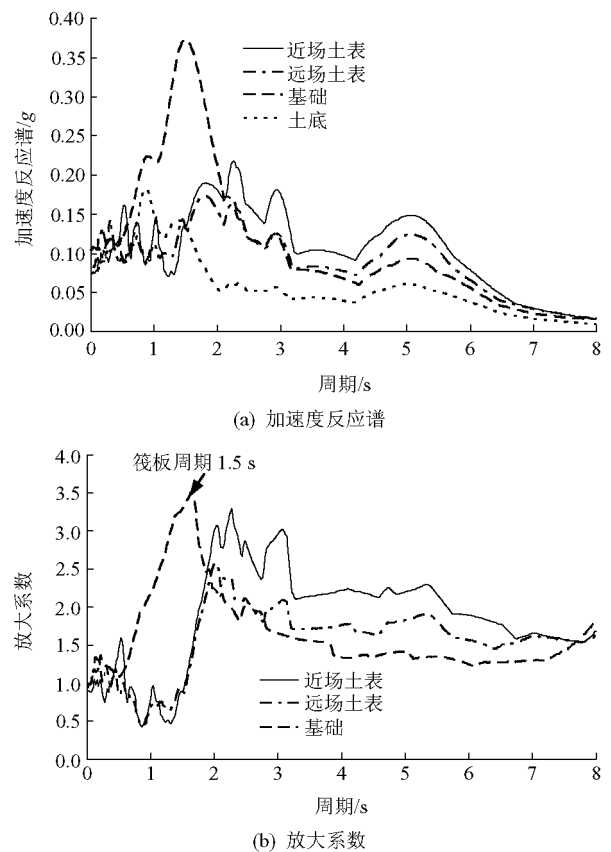 0.40
0.35
0.30
0.25
0.20
0.15
0.10
0.05
0.00
加速度反应谱/g
近场土表
远场土表
基础
土底
0 1 2 3 4 5 6 7 8
周期/s
(a) 加速度反应谱
4.0
3.5
3.0
2.5
2.0
1.5
1.0
0.5
0.0
放大系数
筏板周期 1.5 s
近场土表
远场土表
基础
0 1 2 3 4 5 6 7 8
周期/s
(b) 放大系数